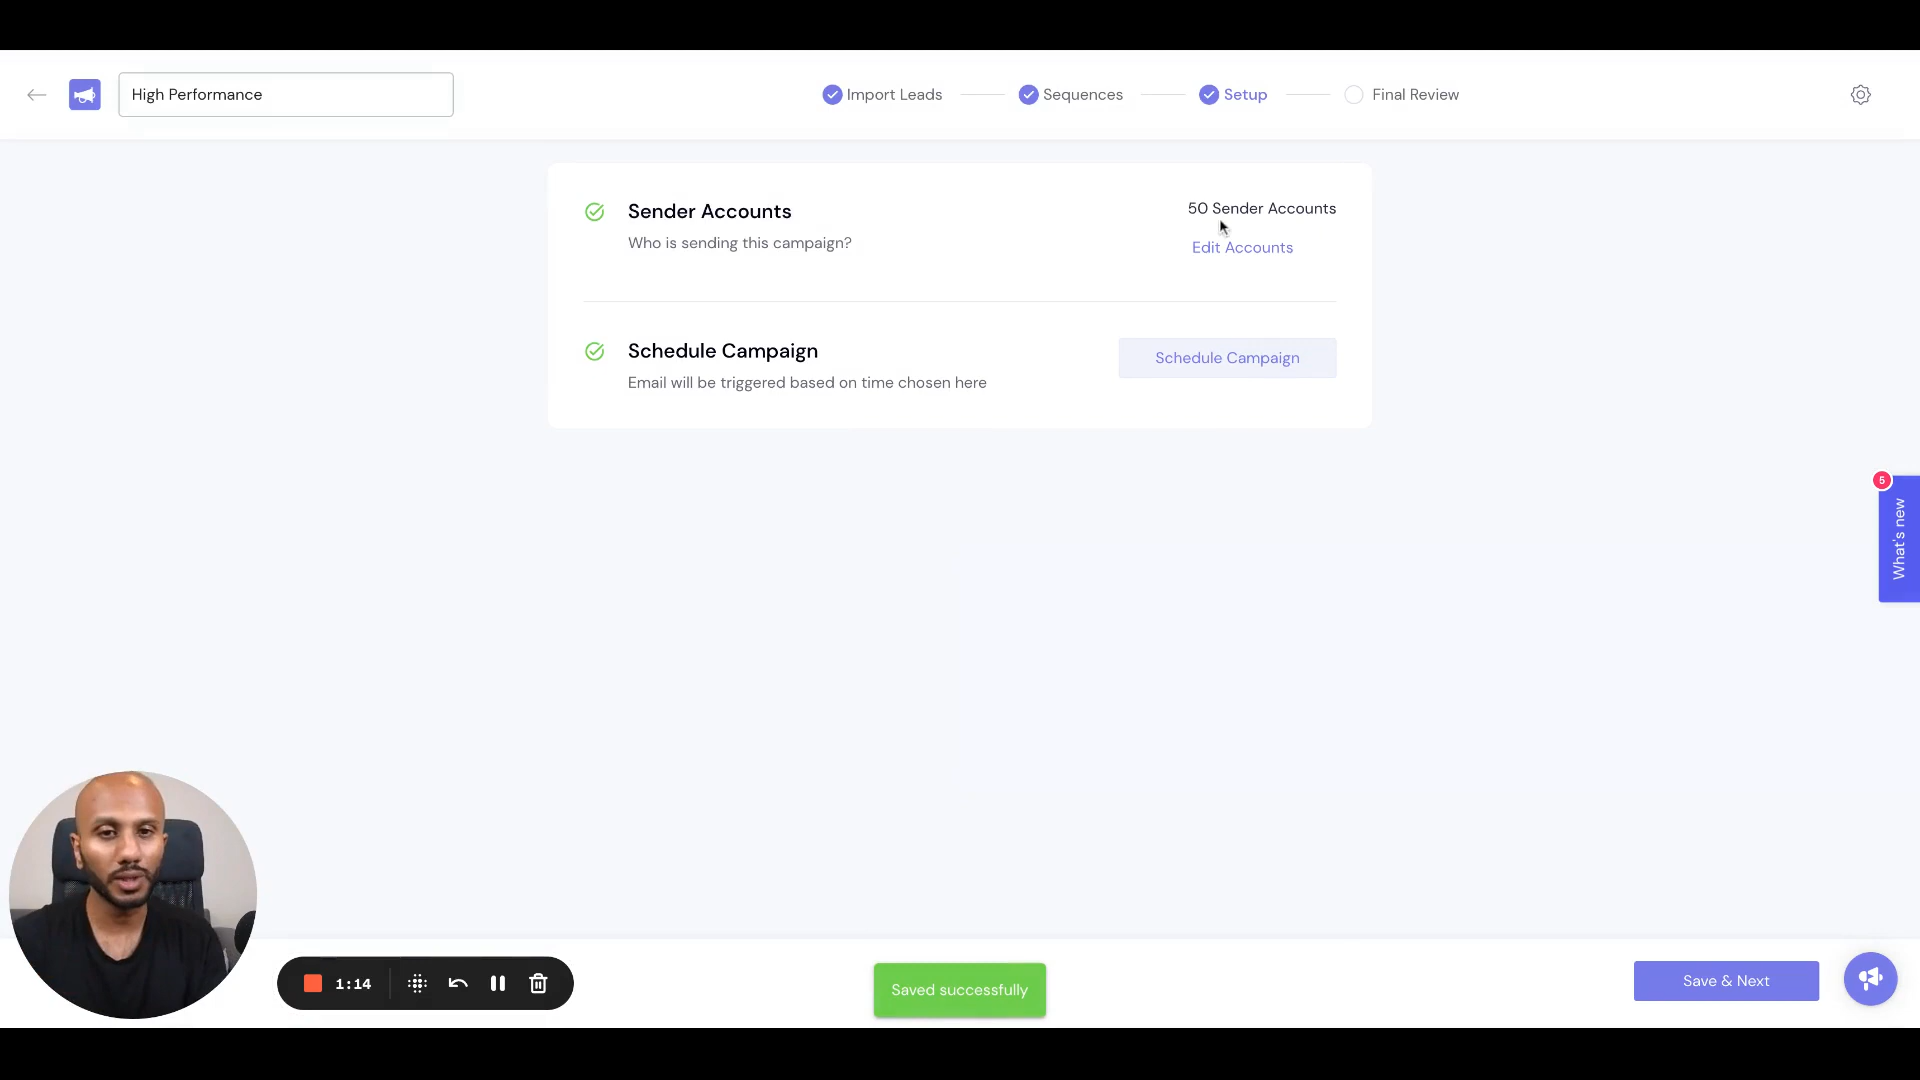 High Performance
Import Leads
Sequences
Setup
Final Review
Sender Accounts
Who is sending this campaign?
50 Sender Accounts
Edit Accounts
Schedule Campaign
Email will be triggered based on time chosen here
Schedule Campaign
5
What's new
1:14
Saved successfully
Save & Next